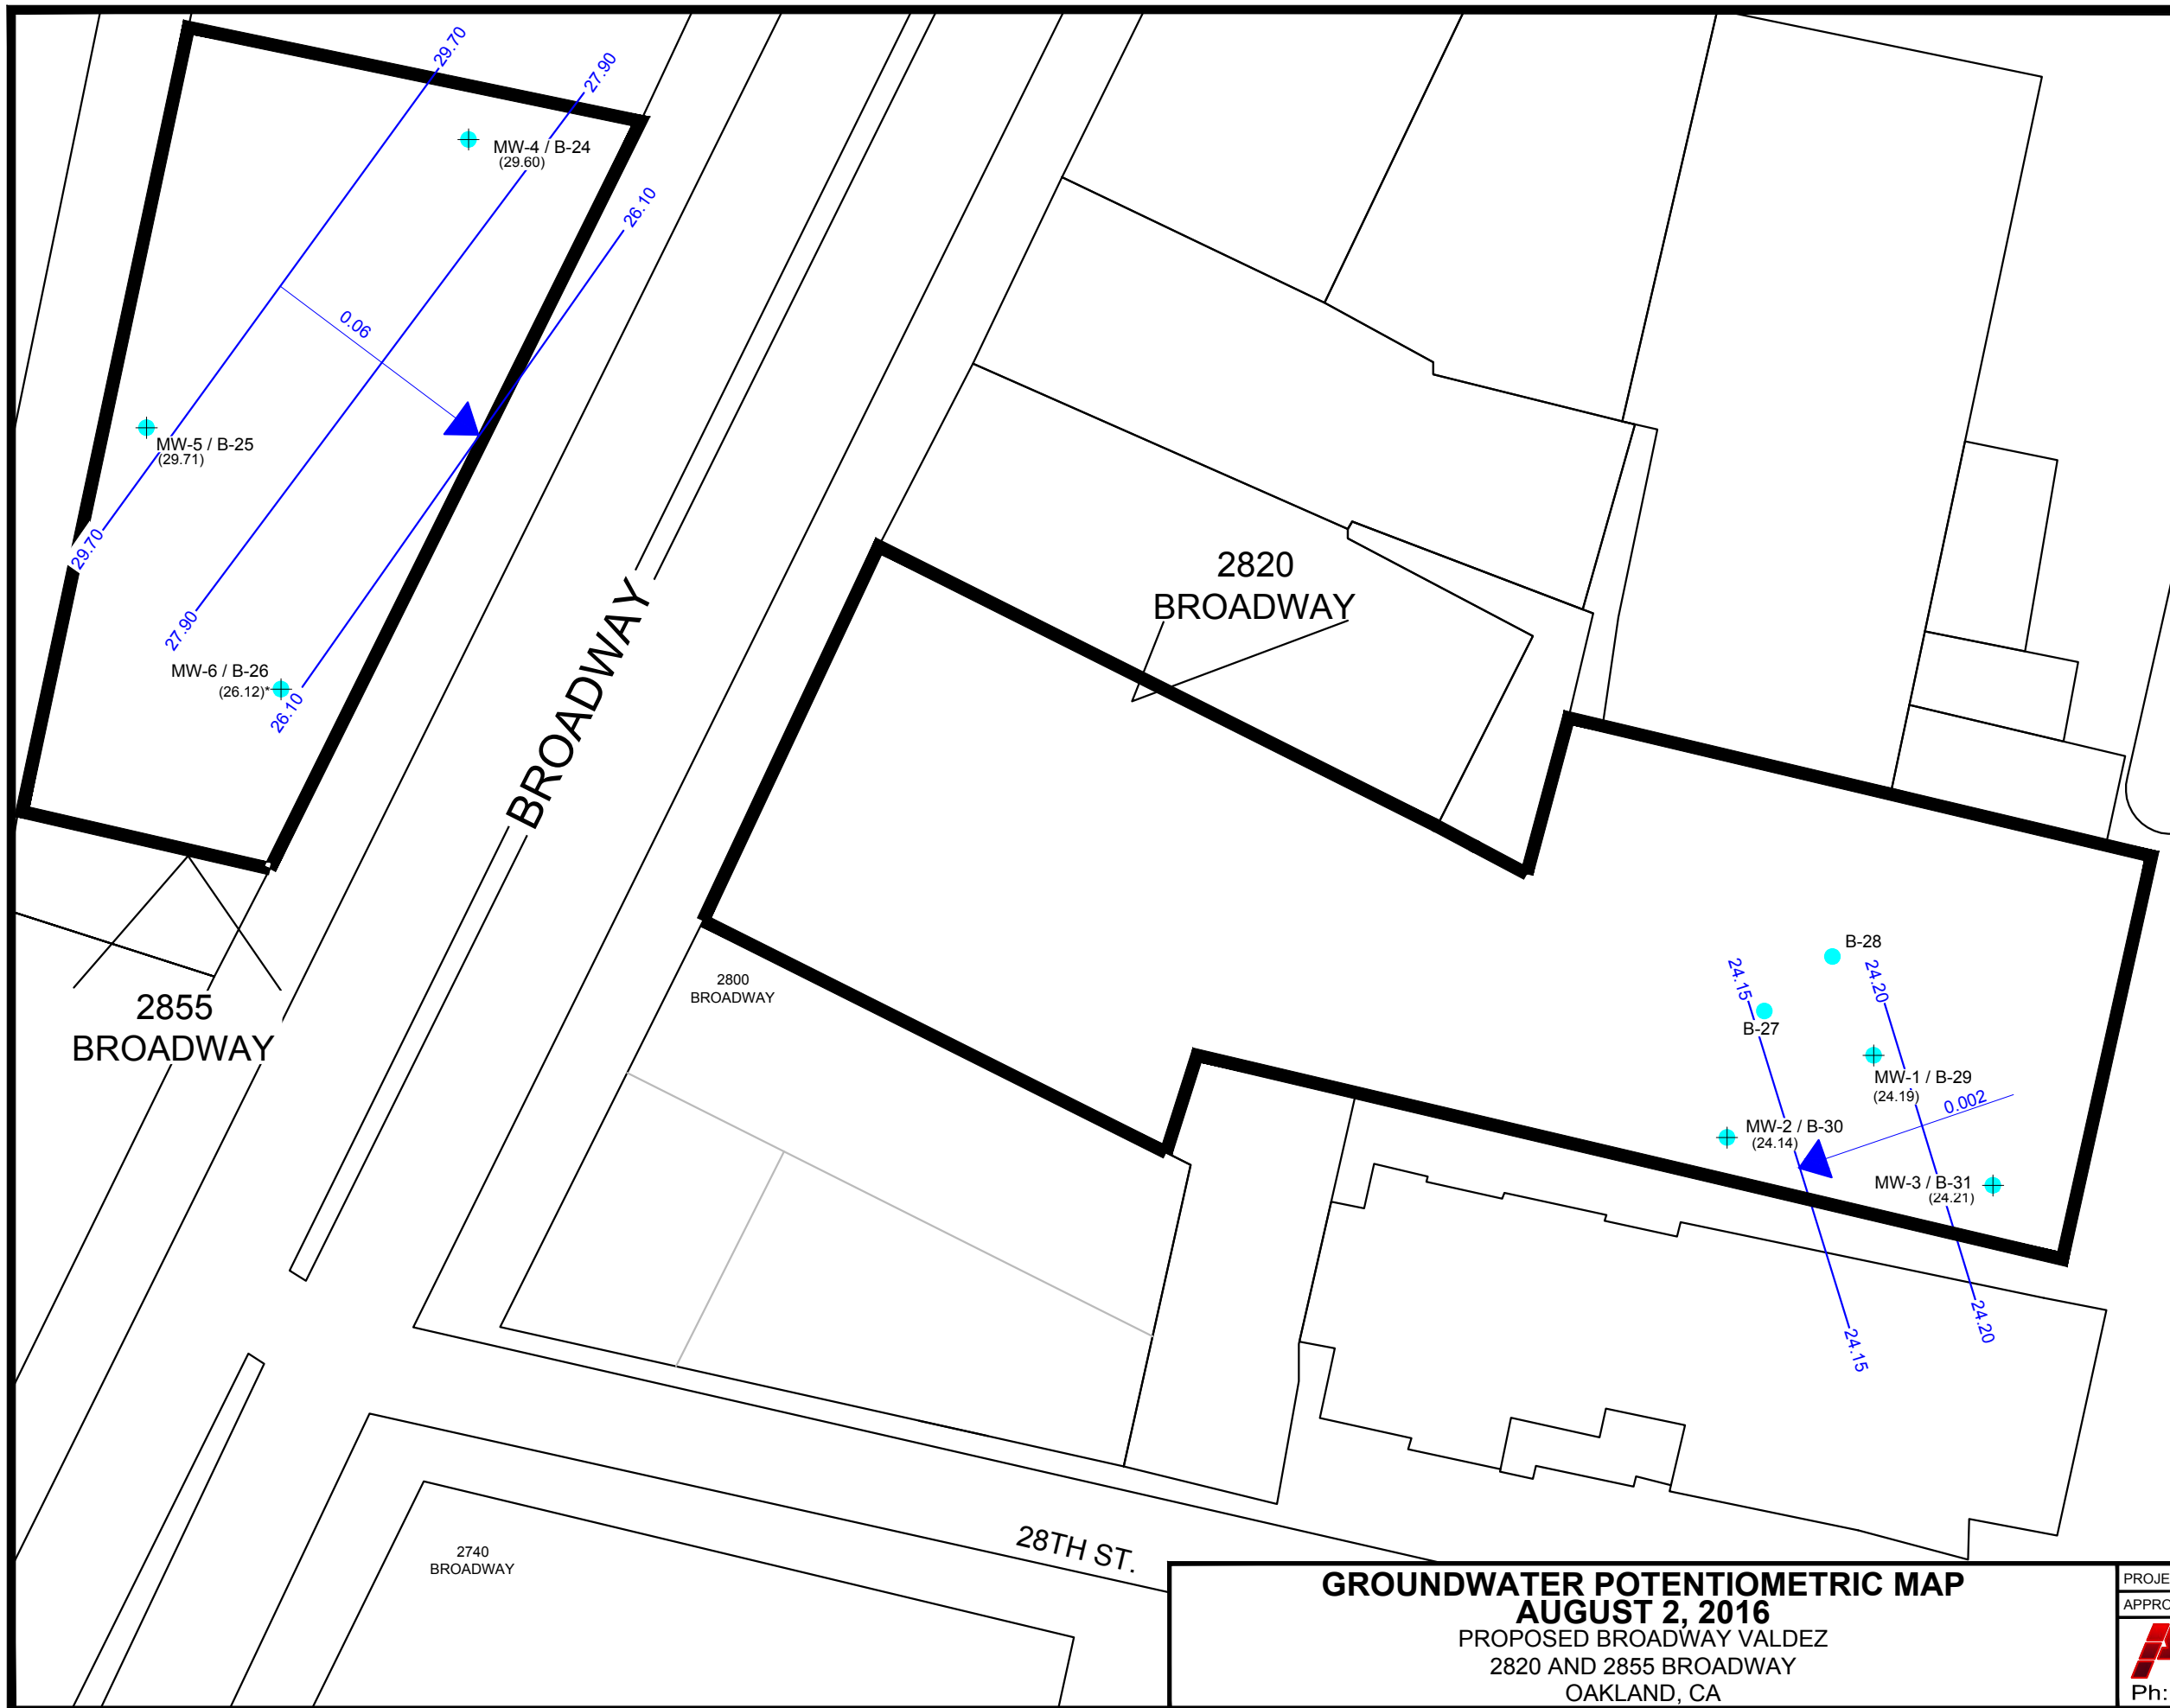 29.70
27.90
MW-4 / B-24
(29.60)
26.10
0.06
MW-5 / B-25
(29.71)
29.70
27.90
MW-6 / B-26
(26.12)*
26.10
BROADWAY
2820
BROADWAY
2855
BROADWAY
2800
BROADWAY
B-28
24.15
24.20
B-27
MW-1 / B-29
(24.19)
0.002
MW-2 / B-30
(24.14)
MW-3 / B-31
(24.21)
24.20
24.15
28TH ST.
2740
BROADWAY
GROUNDWATER POTENTIOMETRIC MAP
AUGUST 2, 2016
PROPOSED BROADWAY VALDEZ
2820 AND 2855 BROADWAY
OAKLAND, CA
PROJE
APPRO
A
Ph: